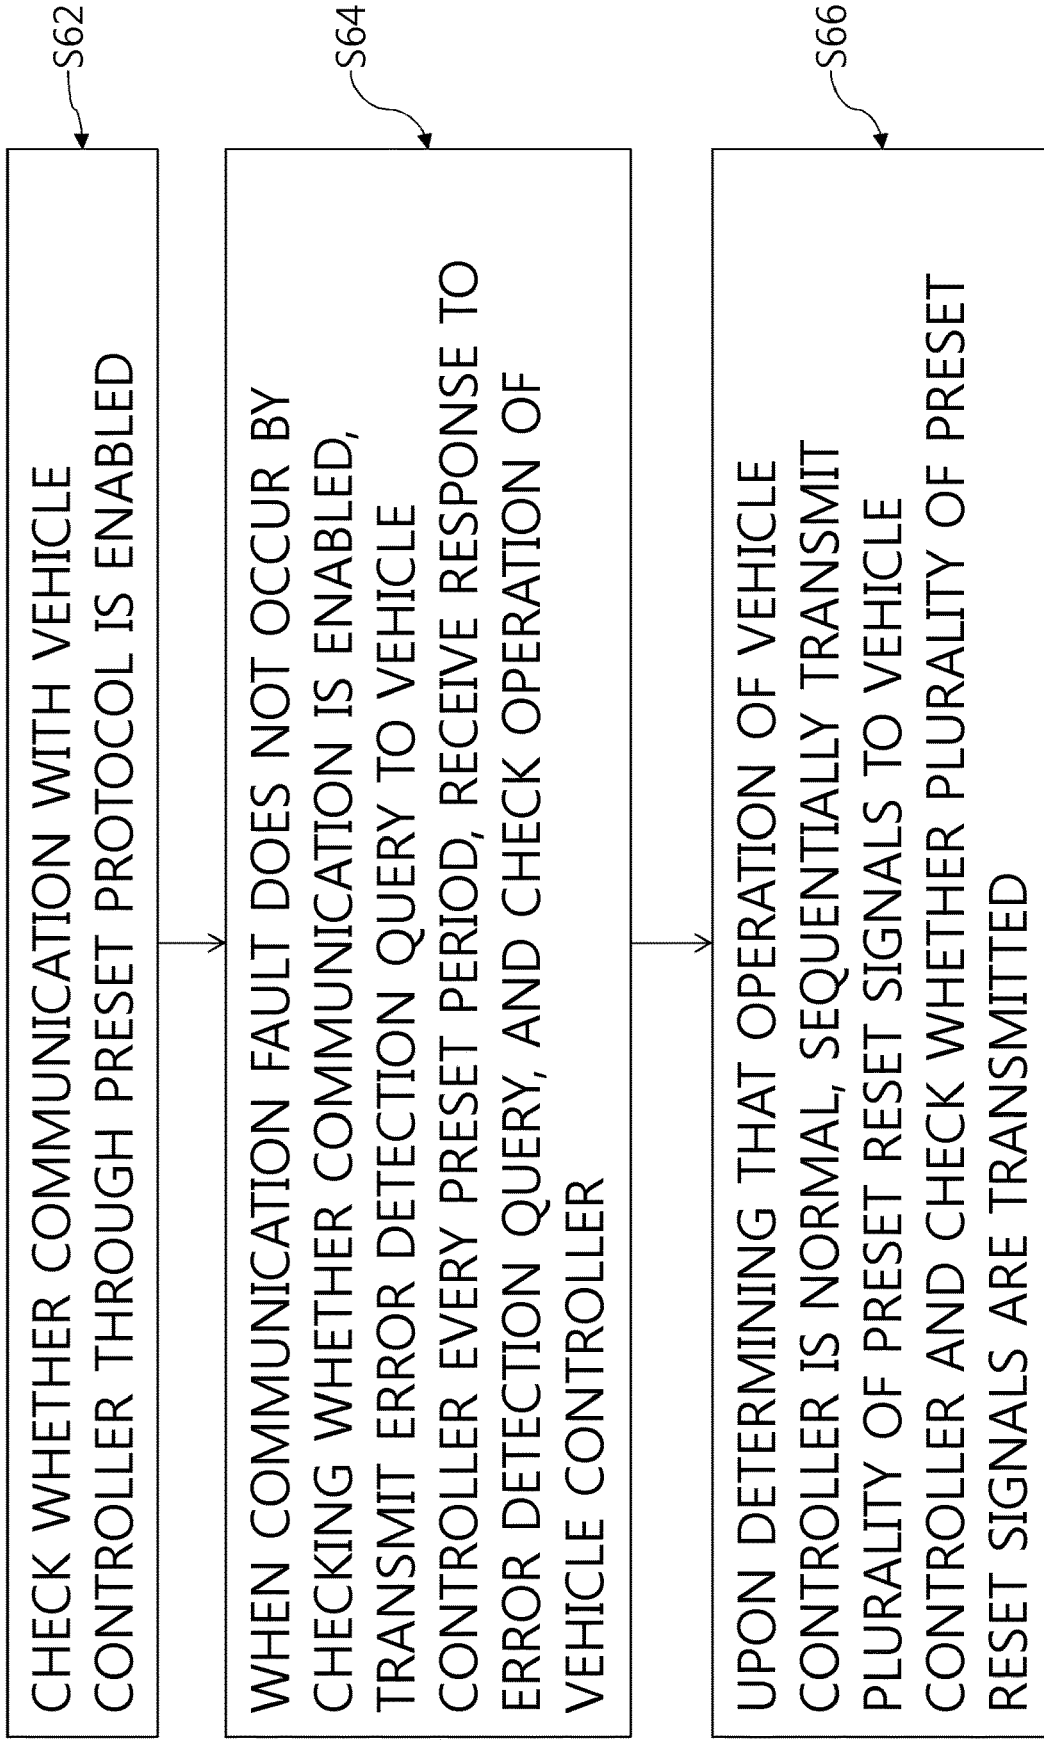 CHECK WHETHER COMMUNICATION WITH VEHICLE
CONTROLLER THROUGH PRESET PROTOCOL IS ENABLED
S62
WHEN COMMUNICATION FAULT DOES NOT OCCUR BY
CHECKING WHETHER COMMUNICATION IS ENABLED,
TRANSMIT ERROR DETECTION QUERY TO VEHICLE
CONTROLLER EVERY PRESET PERIOD, RECEIVE RESPONSE TO
ERROR DETECTION QUERY, AND CHECK OPERATION OF
VEHICLE CONTROLLER
S64
UPON DETERMINING THAT OPERATION OF VEHICLE
CONTROLLER IS NORMAL, SEQUENTIALLY TRANSMIT
PLURALITY OF PRESET RESET SIGNALS TO VEHICLE
CONTROLLER AND CHECK WHETHER PLURALITY OF PRESET
RESET SIGNALS ARE TRANSMITTED
S66